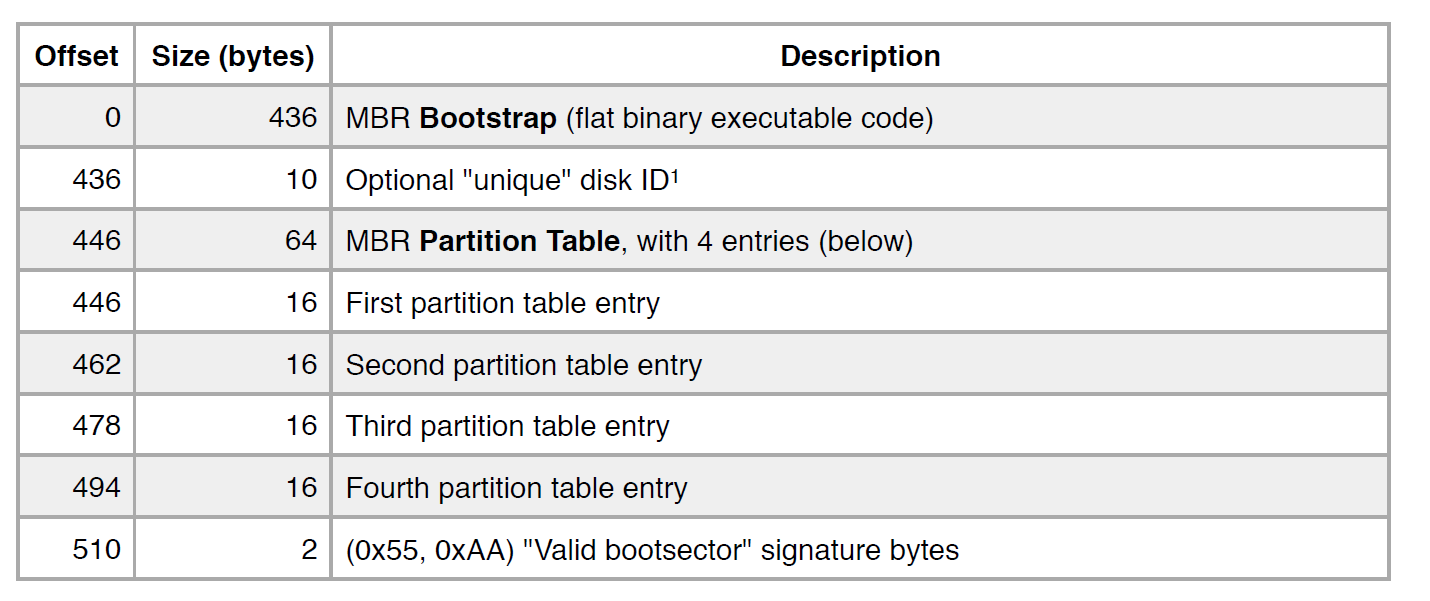 Offset Size (bytes) Description
0 436 MBR Bootstrap (flat binary executable code)
436 10 Optional "unique" disk ID¹
446 64 MBR Partition Table, with 4 entries (below)
446 16 First partition table entry
462 16 Second partition table entry
478 16 Third partition table entry
494 16 Fourth partition table entry
510 2 (0x55, 0xAA) "Valid bootsector" signature bytes